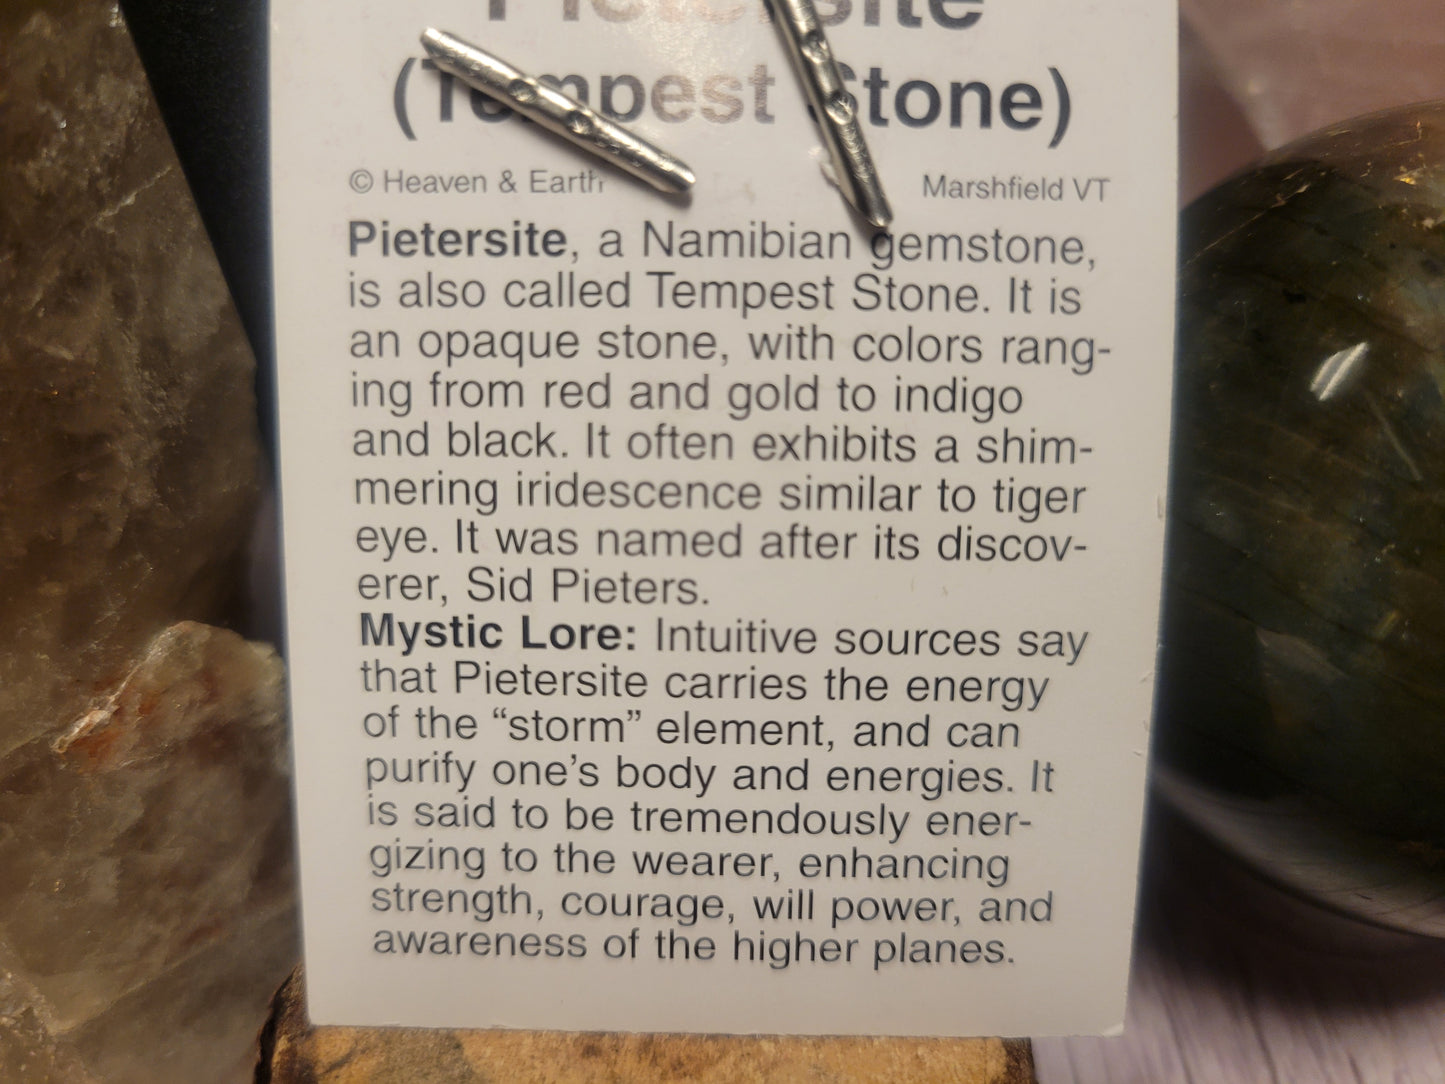 Pietersite
(Tempest Stone)
© Heaven & Earth Marshfield VT
Pietersite, a Namibian gemstone,
is also called Tempest Stone. It is
an opaque stone, with colors rang-
ing from red and gold to indigo
and black. It often exhibits a shim-
mering iridescence similar to tiger
eye. It was named after its discov-
erer, Sid Pieters.
Mystic Lore: Intuitive sources say
that Pietersite carries the energy
of the “storm” element, and can
purify one’s body and energies. It
is said to be tremendously ener-
gizing to the wearer, enhancing
strength, courage, will power, and
awareness of the higher planes.